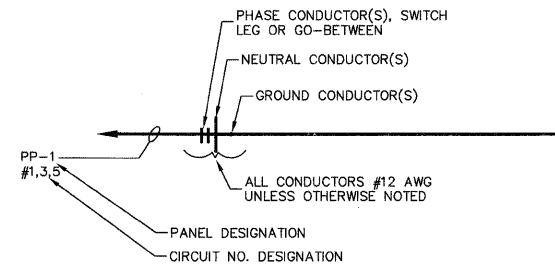 PHASE CONDUCTOR(S), SWITCH
LEG OR GO-BETWEEN
NEUTRAL CONDUCTOR(S)
GROUND CONDUCTOR(S)
PP-1
#1,3,5
ALL CONDUCTORS #12 AWG
UNLESS OTHERWISE NOTED
PANEL DESIGNATION
CIRCUIT NO. DESIGNATION